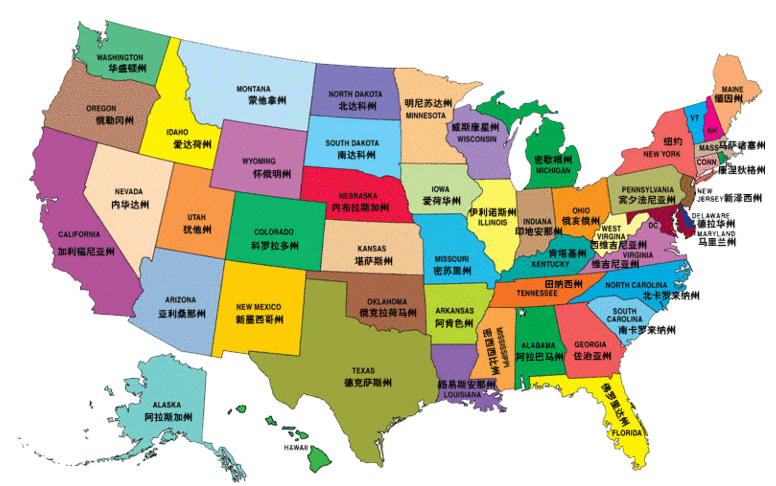 WASHINGTON
华盛顿州
OREGON
俄勒冈州
IDAHO
爱达荷州
MONTANA
蒙他拿州
NORTH DAKOTA
北达科州
明尼苏达州
MINNESOTA
SOUTH DAKOTA
南达科州
WYOMING
怀俄明州
威斯康星州
WISCONSIN
密歇根州
MICHIGAN
MAINE
缅因州
VT
NH
纽约
NEW YORK
MASS
马萨诸塞州
CONN.
康涅狄格州
NEVADA
内华达州
UTAH
犹他州
CALIFORNIA
加利福尼亚州
COLORADO
科罗拉多州
NEBRASKA
内布拉斯加州
IOWA
爱荷华州
伊利诺斯州
ILLINOIS
INDIANA
印地安那州
OHIO
俄亥俄州
PENNSYLVANIA
宾夕法尼亚州
NEW
JERSEY新泽西州
DELAWARE
德拉华州
DC
MARYLAND
马里兰州
WEST
VIRGINIA
西维吉尼亚州
VIRGINIA
维吉尼亚州
KANSAS
堪萨斯州
MISSOURI
密苏里州
肯塔基州
KENTUCKY
田纳西州
TENNESSEE
NORTH CAROLINA
北卡罗来纳州
SOUTH
CAROLINA
南卡罗来纳州
ARIZONA
亚利桑那州
NEW MEXICO
新墨西哥州
OKLAHOMA
俄克拉荷马州
ARKANSAS
阿肯色州
MISSISSIPPI
密西西比州
ALABAMA
阿拉巴马州
GEORGIA
佐治亚州
TEXAS
德克萨斯州
路易斯安那州
LOUISIANA
佛罗里达州
FLORIDA
ALASKA
阿拉斯加州
HAWAII